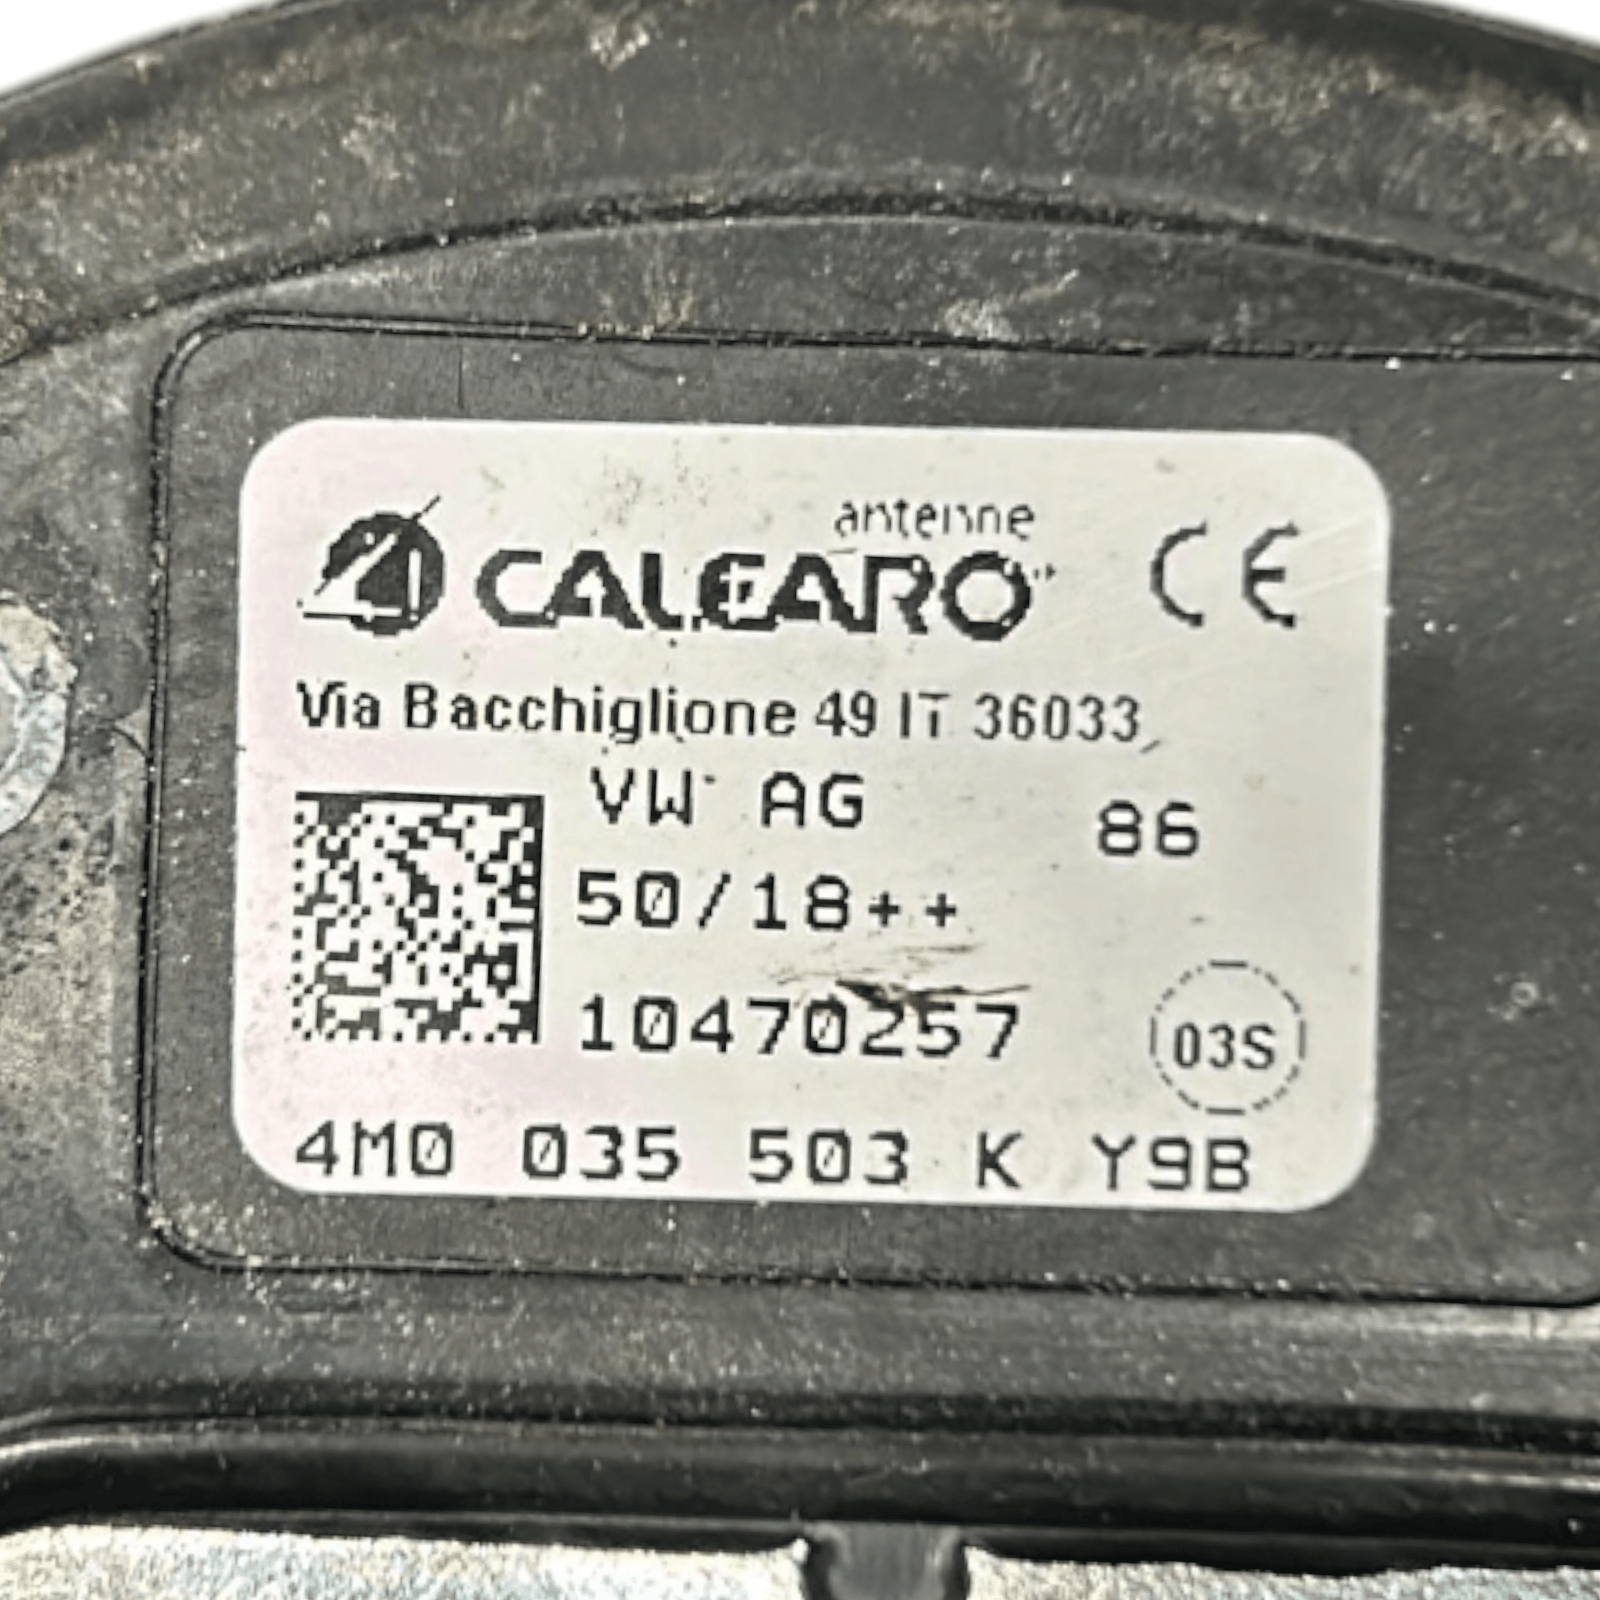 antenne
CALEARO
CE
Via Bacchiglione 49 IT 36033
VW AG
86
50/18++
10470257
03S
4M0 035 503 K Y9B